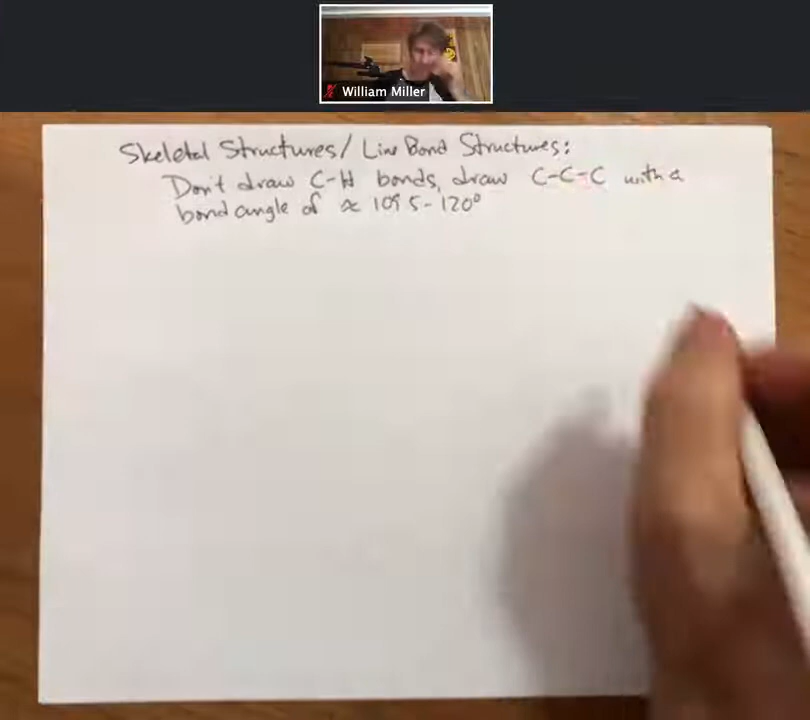 William Miller
Skeletal Structures/ Line Bond Structures:
Don't draw C-H bonds, draw C-C-C with a
bond angle of ≈ 109.5-120°